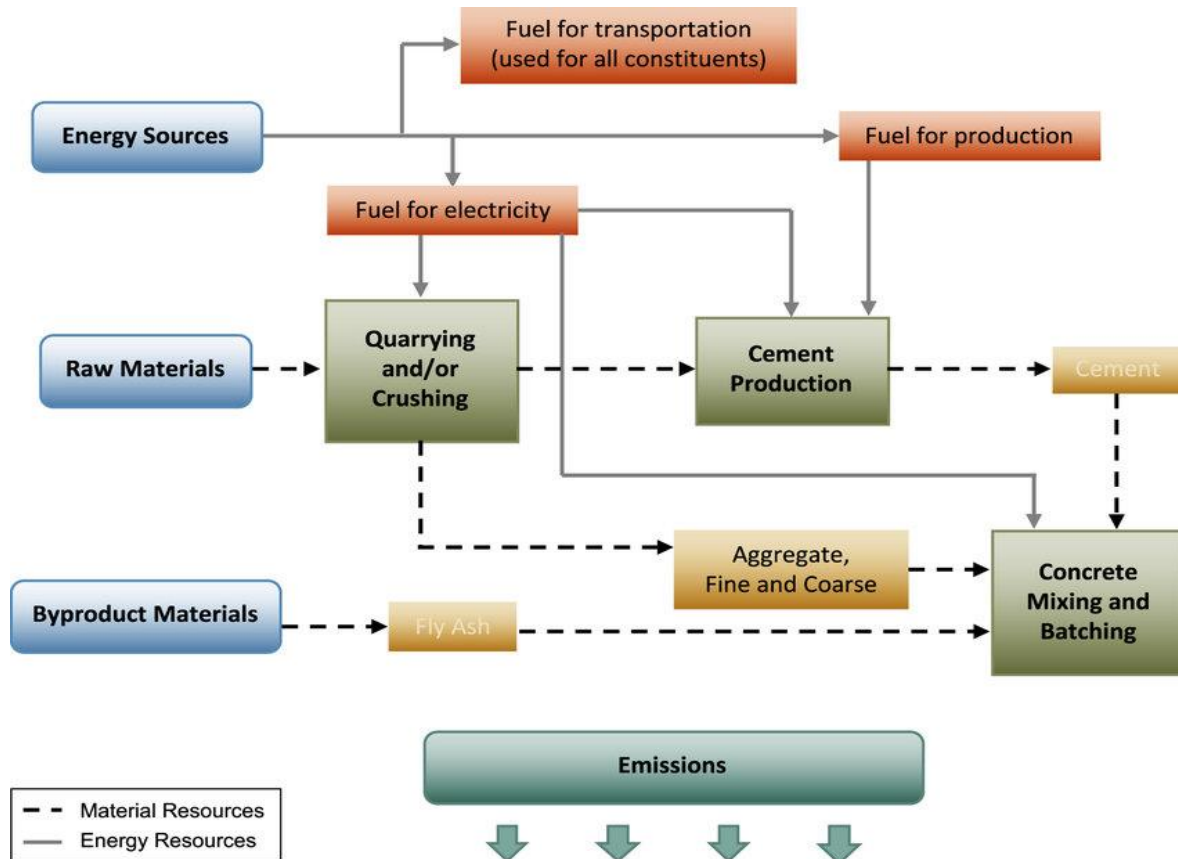 Fuel for transportation
(used for all constituents)
Energy Sources
Fuel for production
Fuel for electricity
Raw Materials
Quarrying
and/or
Crushing
Cement
Production
Cement
Aggregate,
Fine and Coarse
Concrete
Mixing and
Batching
Byproduct Materials
Fly Ash
Emissions
Material Resources
Energy Resources